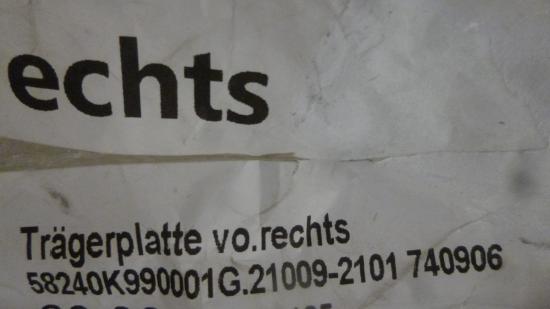 echts
Trägerplatte vo.rechts
58240K990001G.21009-2101 740906